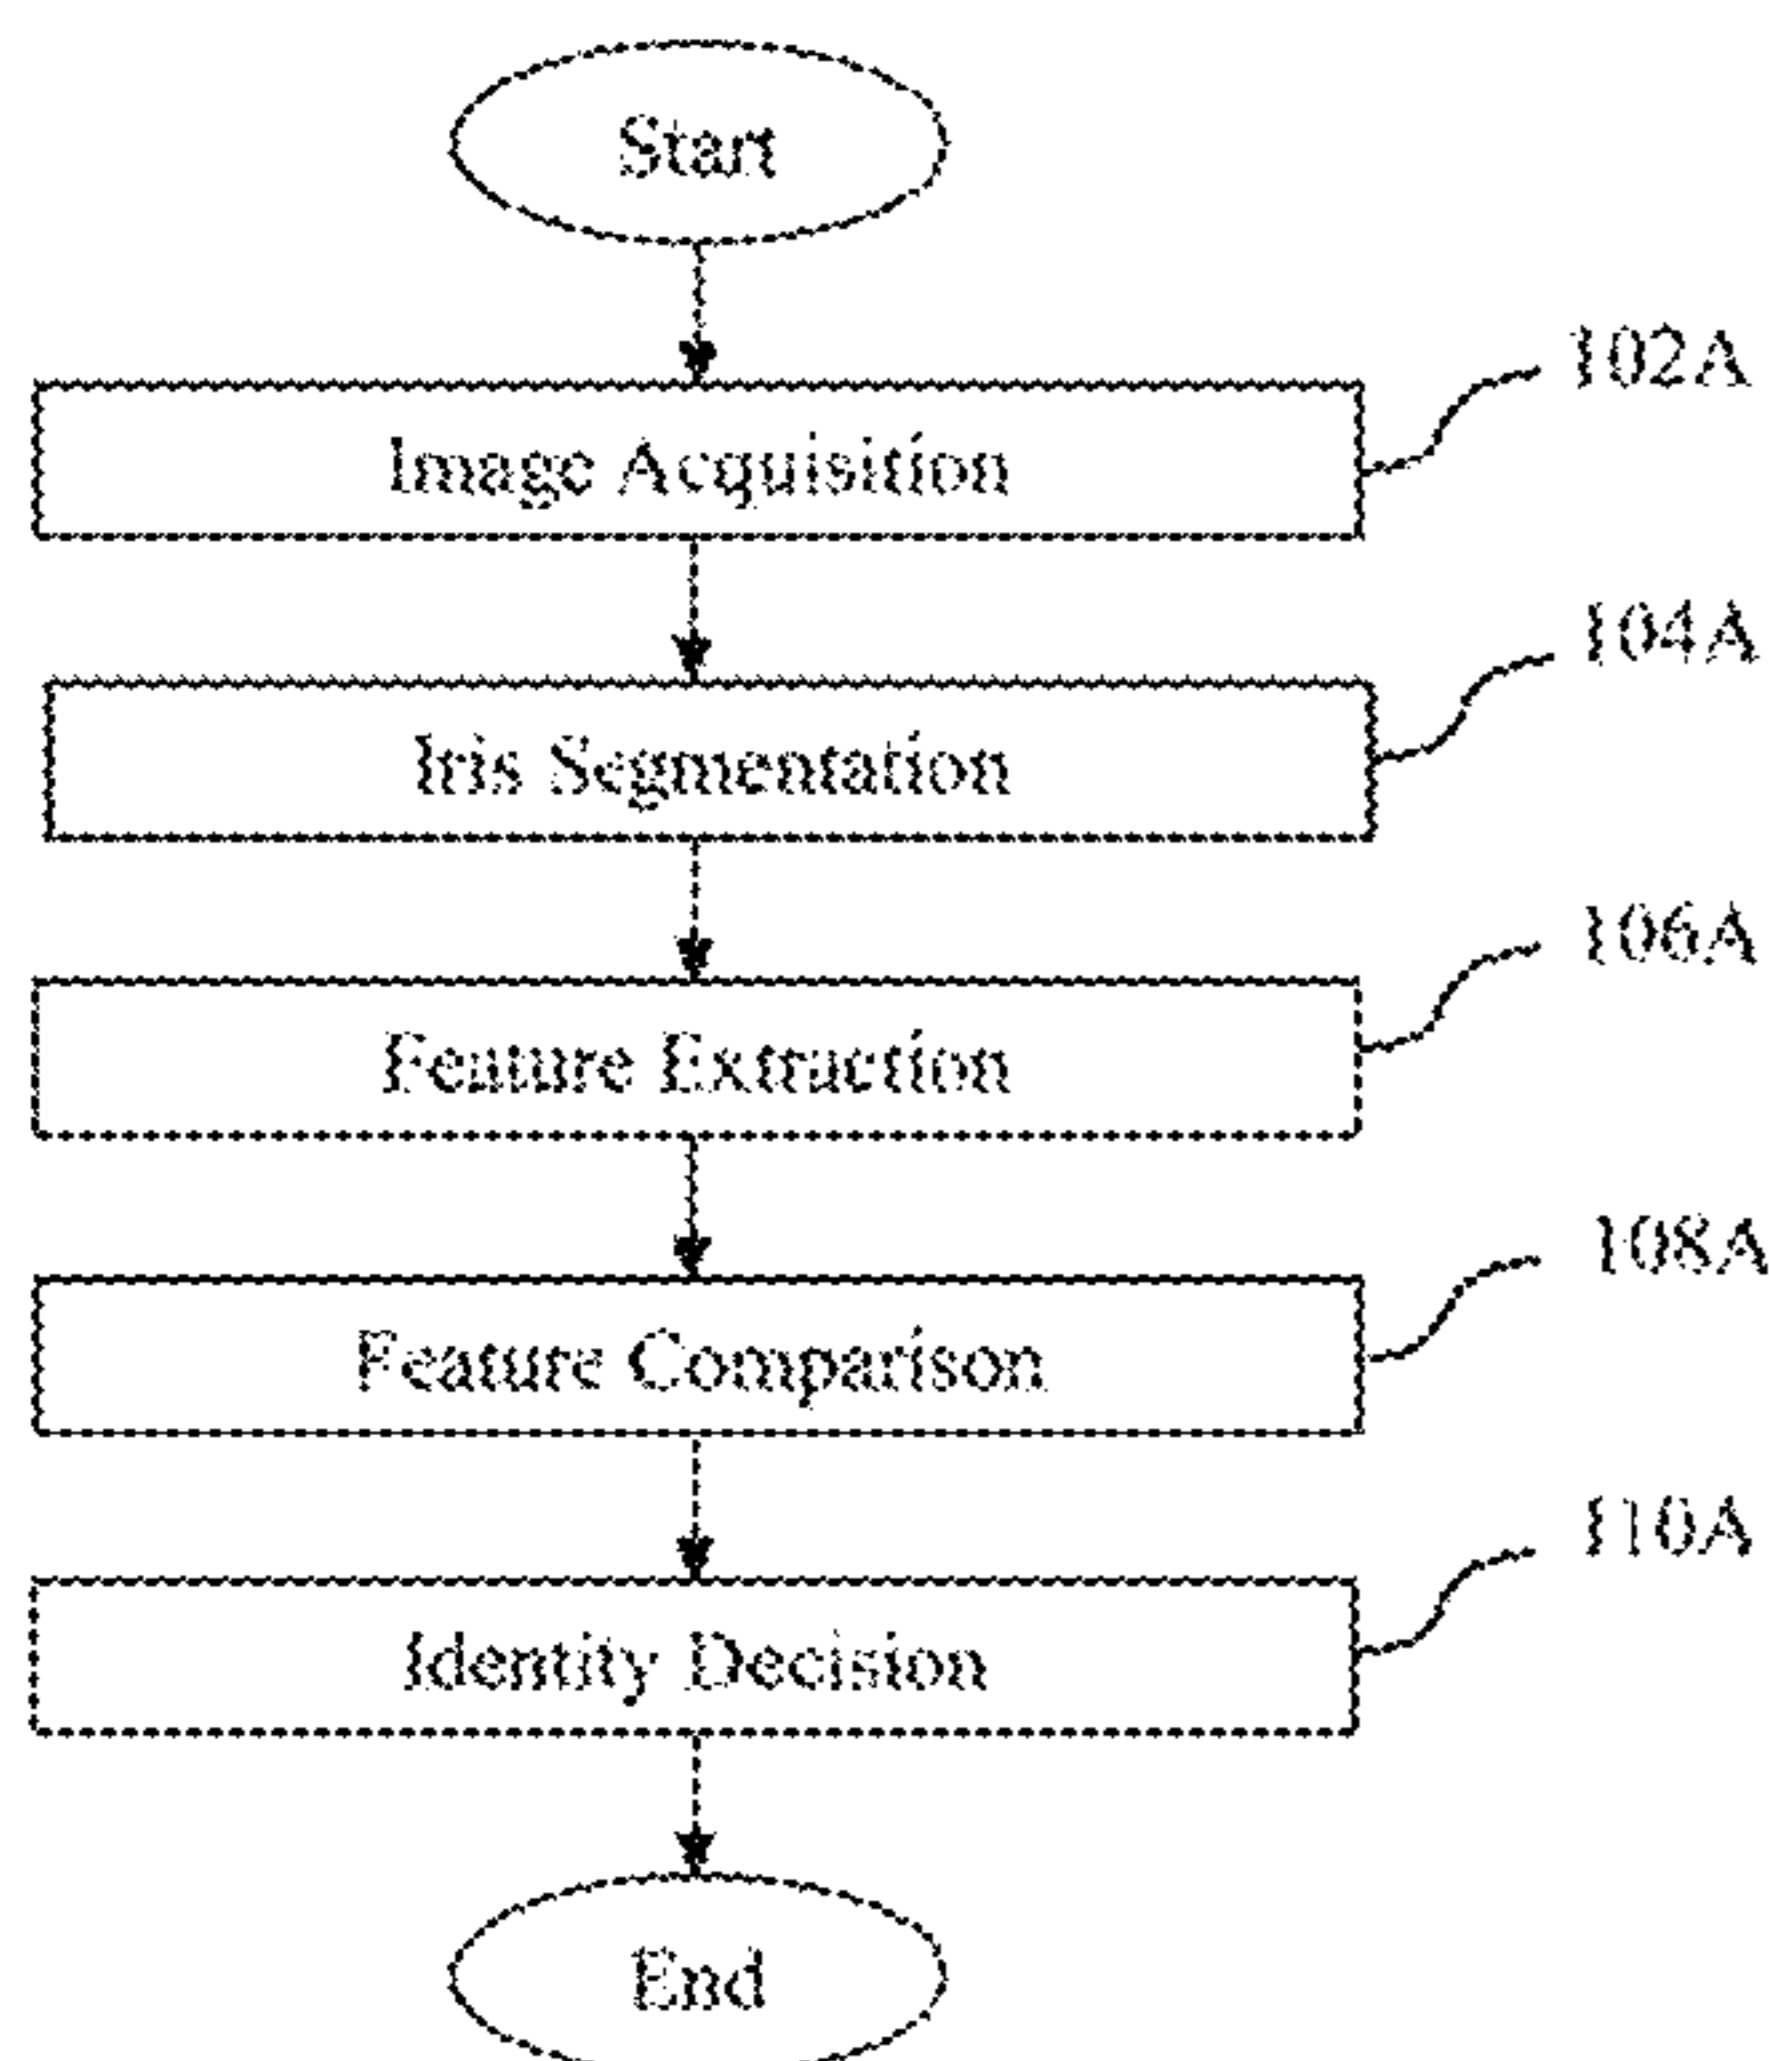 Start
102A
Image Acquisition
104A
Iris Segmentation
106A
Feature Extraction
108A
Feature Comparison
110A
Identity Decision
End